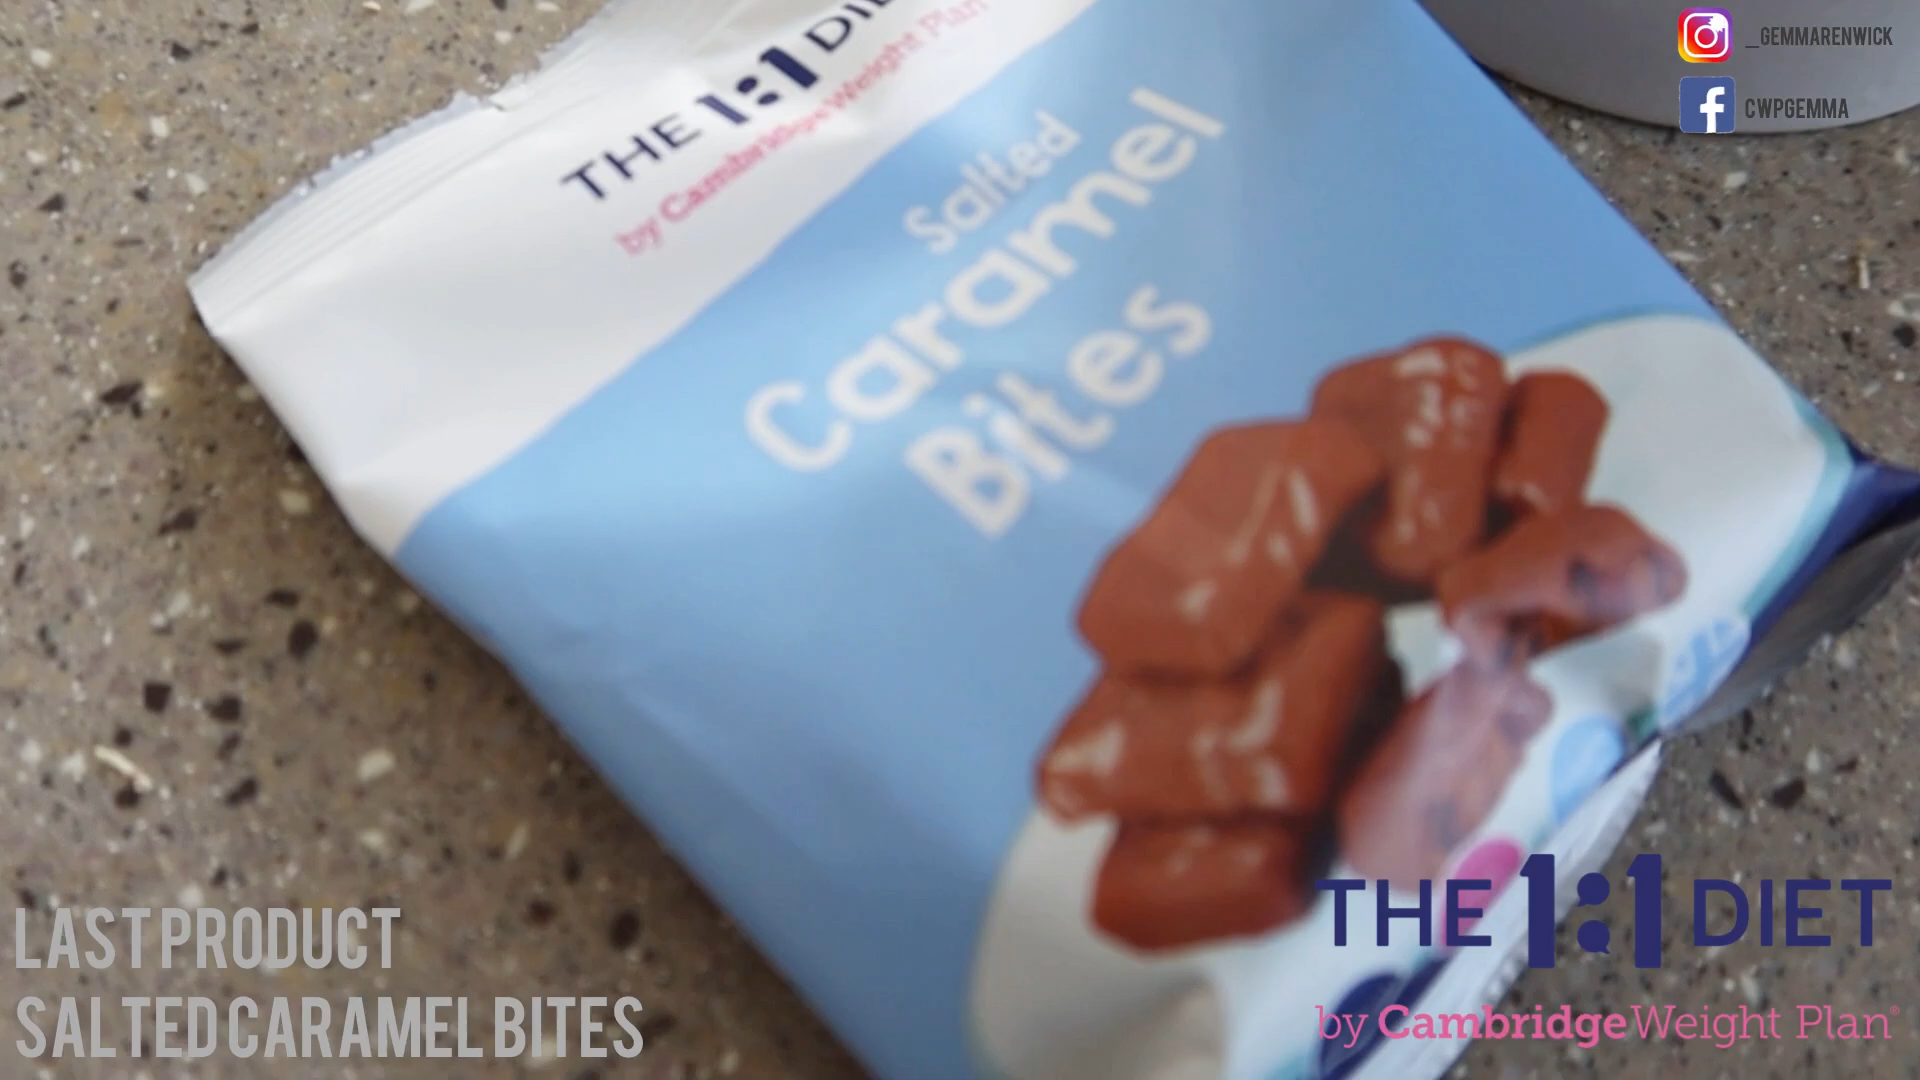 _GEMMARENWICK
CWPGEMMA
THE 1:1 DIE
by Cambridge Weight Plan
Salted
Caramel
Bites
LAST PRODUCT
SALTED CARAMEL BITES
THE 1:1 DIET
by Cambridge Weight Plan®